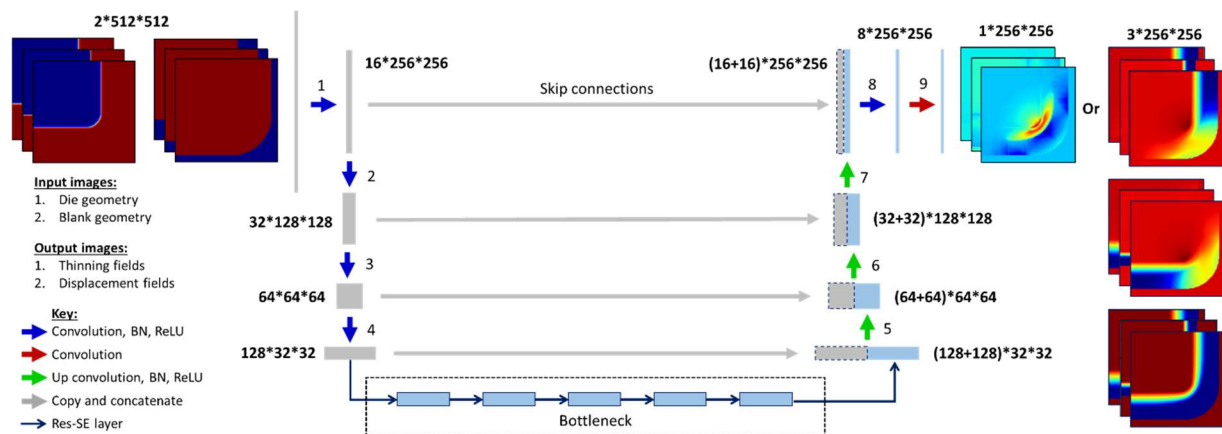 2*512*512
1
16*256*256
Skip connections
(16+16)*256*256
8*256*256
8
9
1*256*256
Or
3*256*256
2
7
Input images:
1. Die geometry
2. Blank geometry
32*128*128
(32+32)*128*128
Output images:
1. Thinning fields
2. Displacement fields
3
6
64*64*64
(64+64)*64*64
Key:
Convolution, BN, ReLU
Convolution
Up convolution, BN, ReLU
Copy and concatenate
Res-SE layer
4
5
128*32*32
(128+128)*32*32
Bottleneck